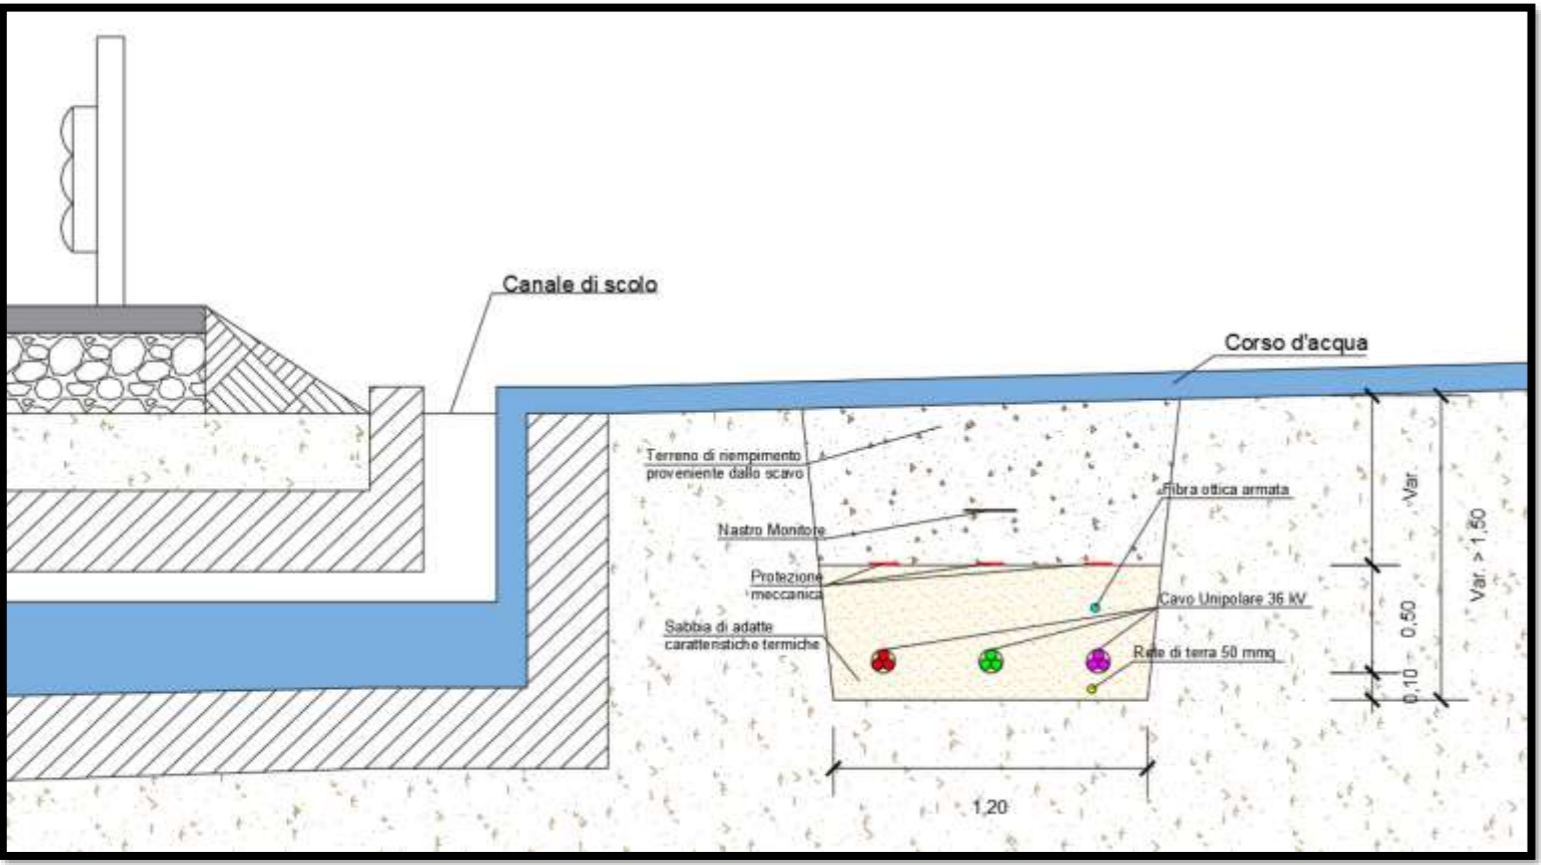 Canale di scolo
Corso d'acqua
Terreno di riempimento
proveniente dallo scavo
Fibra ottica armata
Nastro Monitore
Protezione
meccanica
Cavo Unipolare 36 kV
Sabbia di adatte
caratteristiche termiche
Rete di terra 50 mmq
Var.
0,50
0,10
Var. > 1,50
1,20